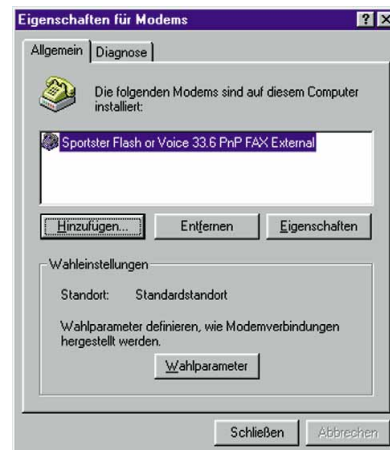 Eigenschaften für Modems
Allgemein
Diagnose
Die folgenden Modems sind auf diesem Computer
installiert:
Sportster Flash or Voice 33.6 PnP FAX External
Hinzufügen...
Entfernen
Eigenschaften
Wahleinstellungen
Standort: Standardstandort
Wahlparameter definieren, wie Modemverbindungen
hergestellt werden.
Wahlparameter
Schließen
Abbrechen